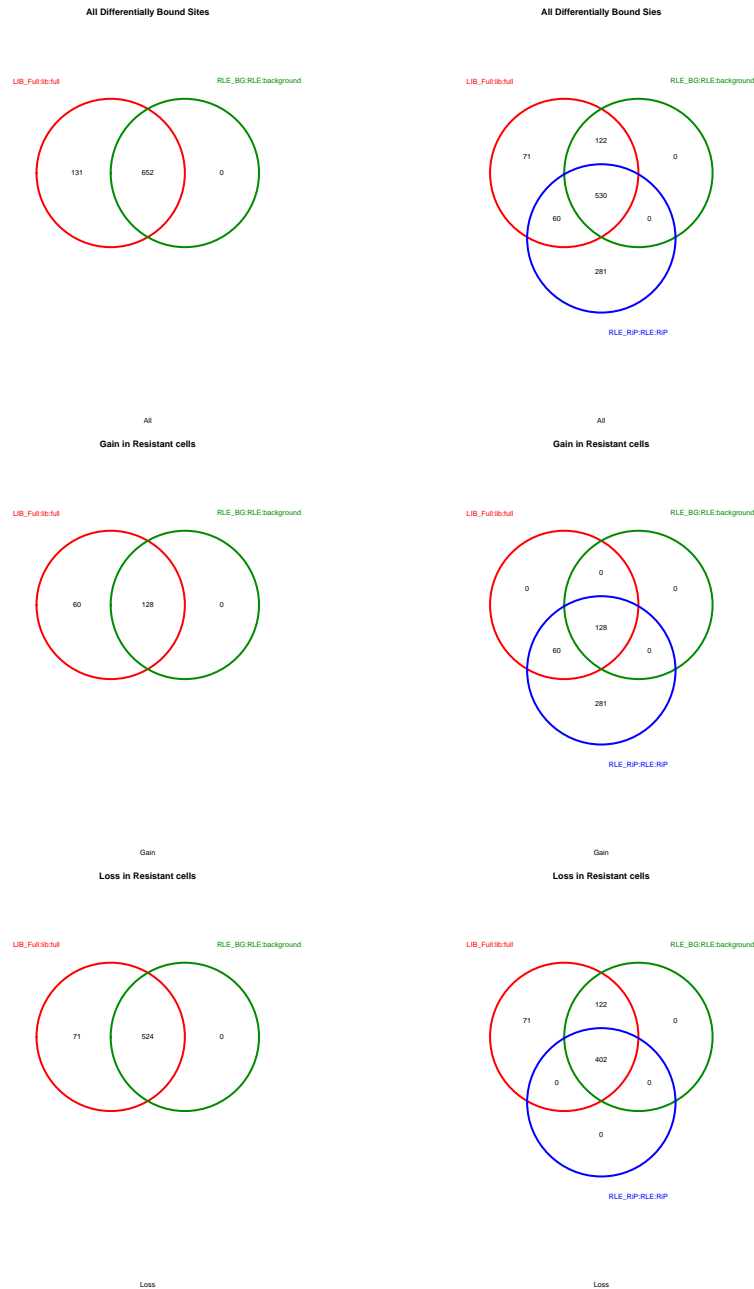 All Differentially Bound Sites
LIB_Full:lib:full
RLE_BG:RLE:background
131
652
0
All
All Differentially Bound Sies
LIB_Full:lib:full
RLE_BG:RLE:background
122
71
0
530
60
0
281
RLE_RiP:RLE:RiP
All
Gain in Resistant cells
LIB_Full:lib:full
RLE_BG:RLE:background
60
128
0
Gain
Gain in Resistant cells
LIB_Full:lib:full
RLE_BG:RLE:background
0
0
0
128
60
0
281
RLE_RiP:RLE:RiP
Gain
Loss in Resistant cells
LIB_Full:lib:full
RLE_BG:RLE:background
71
524
0
Loss
Loss in Resistant cells
LIB_Full:lib:full
RLE_BG:RLE:background
122
71
0
402
0
0
0
RLE_RiP:RLE:RiP
Loss